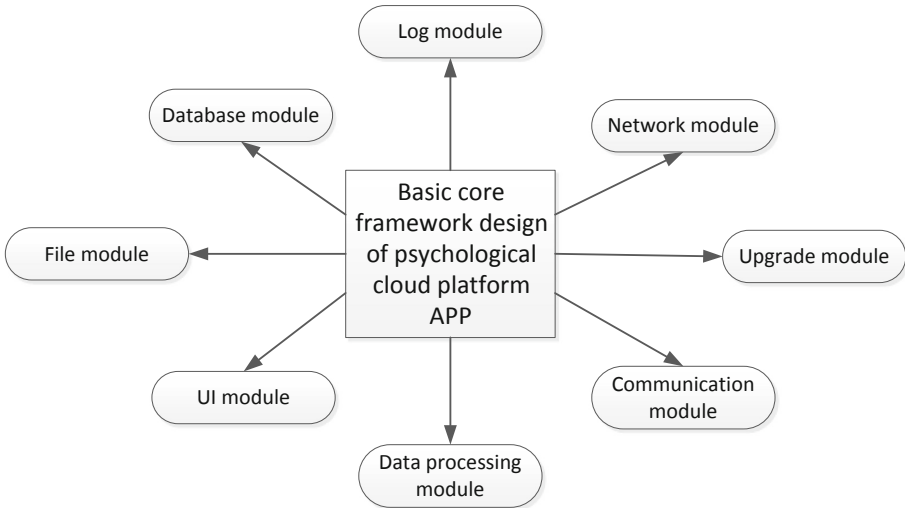 Log module
Database module
Network module
Basic core
framework design
of psychological
cloud platform
APP
File module
Upgrade module
UI module
Communication
module
Data processing
module